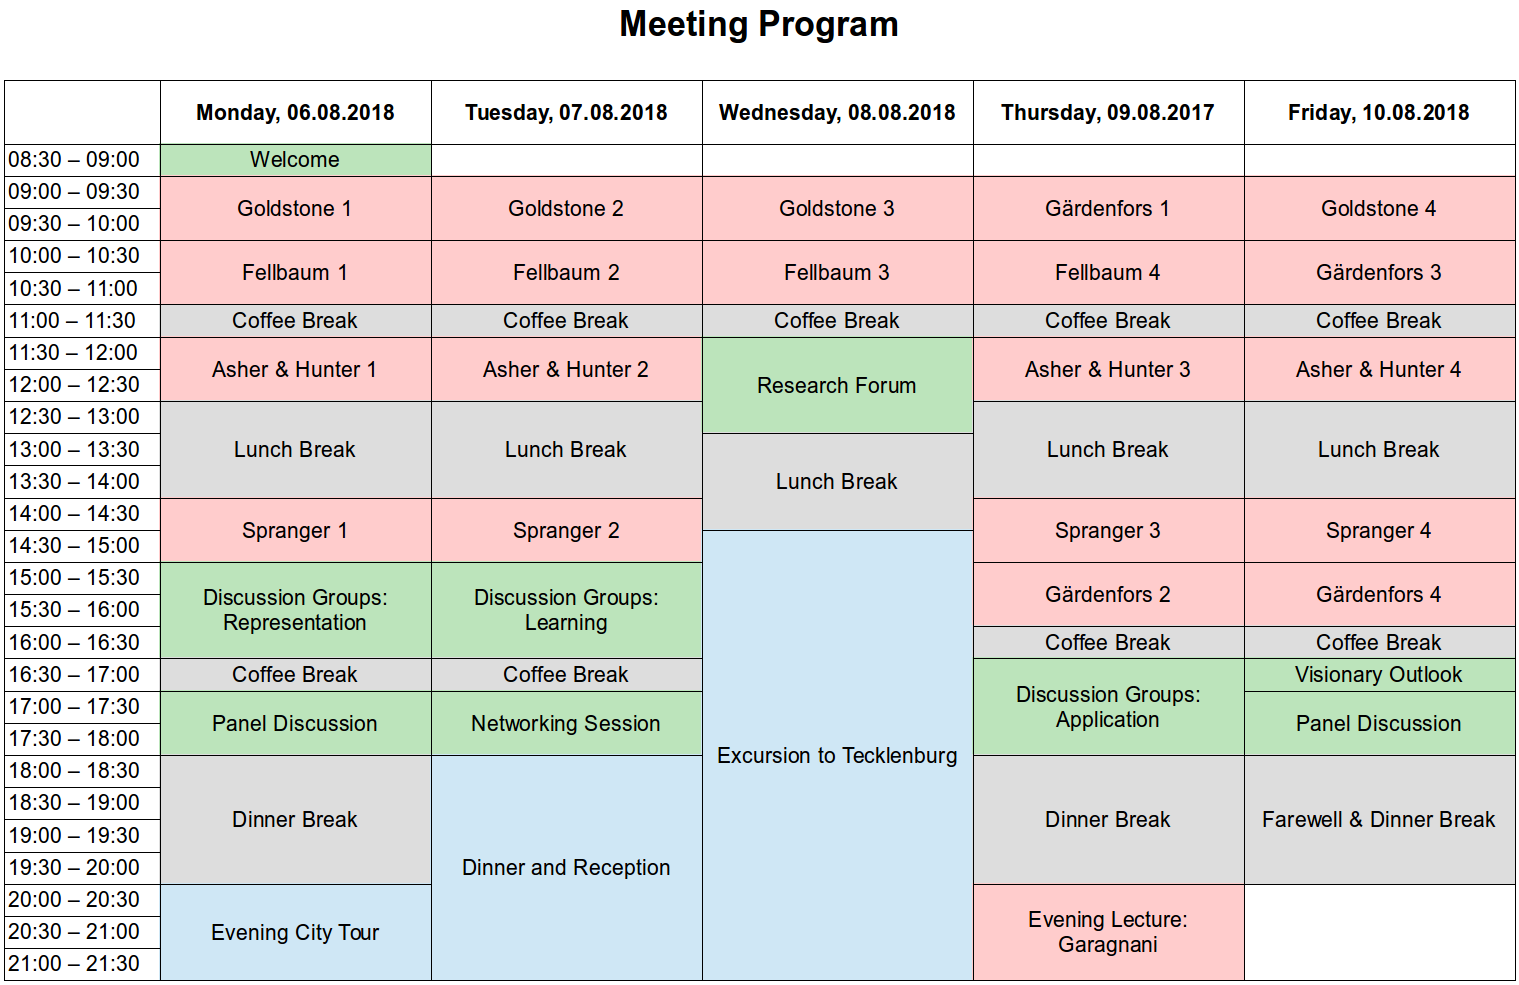 Meeting Program
Monday, 06.08.2018 Tuesday, 07.08.2018 Wednesday, 08.08.2018 Thursday, 09.08.2017 Friday, 10.08.2018
08:30 – 09:00 Welcome
09:00 – 09:30
Goldstone 1 Goldstone 2 Goldstone 3 Gärdenfors 1 Goldstone 4
09:30 – 10:00
10:00 – 10:30
Fellbaum 1 Fellbaum 2 Fellbaum 3 Fellbaum 4 Gärdenfors 3
10:30 – 11:00
11:00 – 11:30 Coffee Break Coffee Break Coffee Break Coffee Break Coffee Break
11:30 – 12:00
Asher & Hunter 1 Asher & Hunter 2 Asher & Hunter 3 Asher & Hunter 4
12:00 – 12:30 Research Forum
12:30 – 13:00
13:00 – 13:30 Lunch Break Lunch Break Lunch Break Lunch Break
13:30 – 14:00 Lunch Break
14:00 – 14:30
Spranger 1 Spranger 2 Spranger 3 Spranger 4
14:30 – 15:00
15:00 – 15:30
Discussion Groups: Discussion Groups: Gärdenfors 2 Gärdenfors 4
15:30 – 16:00
Representation Learning
16:00 – 16:30 Coffee Break Coffee Break
16:30 – 17:00 Coffee Break Coffee Break Visionary Outlook
Discussion Groups:
17:00 – 17:30
Application
Panel Discussion Networking Session Panel Discussion
17:30 – 18:00
Excursion to Tecklenburg
18:00 – 18:30
18:30 – 19:00
Dinner Break Dinner Break Farewell & Dinner Break
19:00 – 19:30
19:30 – 20:00 Dinner and Reception
20:00 – 20:30
Evening Lecture:
20:30 – 21:00 Evening City Tour
Garagnani
21:00 – 21:30